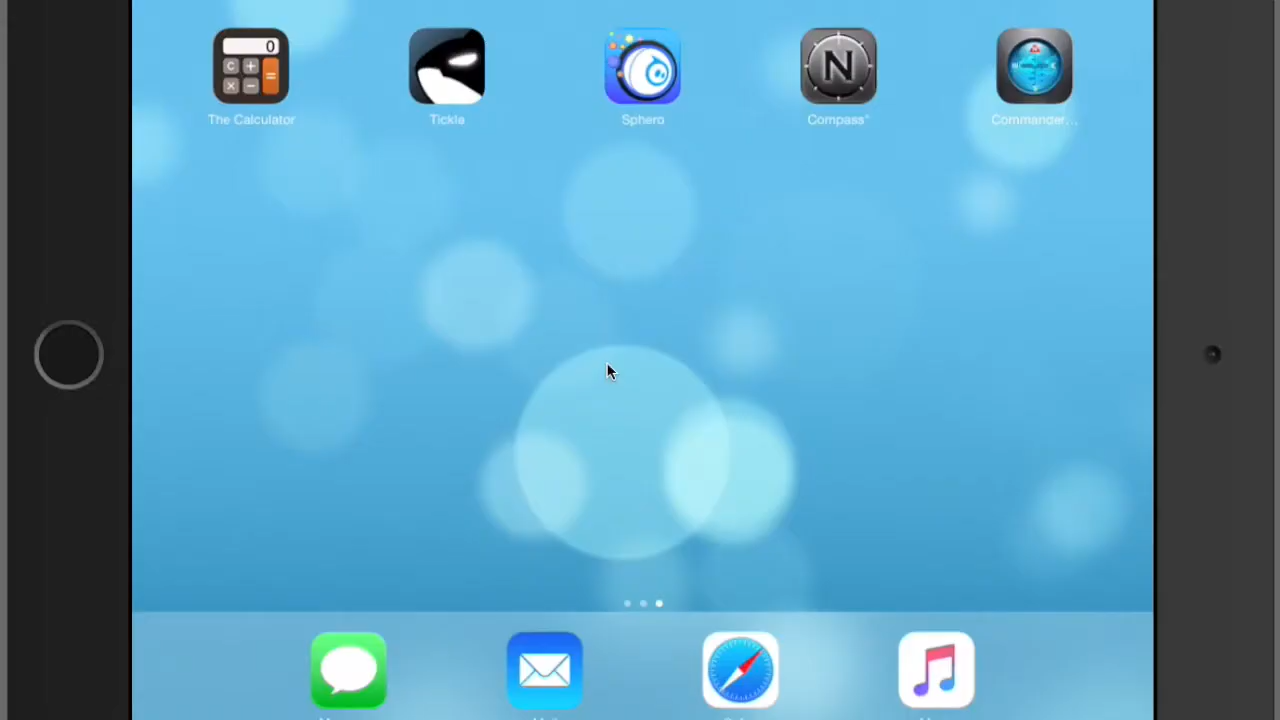 0
C +
X − =
N
The Calculator Tickle Sphero Compass° Commander...